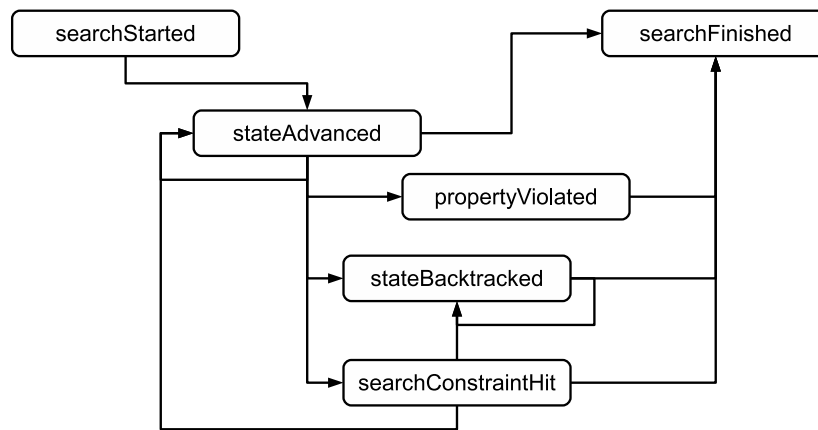 searchStarted
searchFinished
stateAdvanced
propertyViolated
stateBacktracked
searchConstraintHit